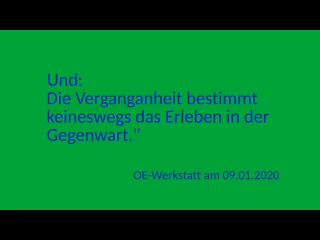 Und:
Die Verganganheit bestimmt
keineswegs das Erleben in der
Gegenwart."
OE-Werkstatt am 09.01.2020